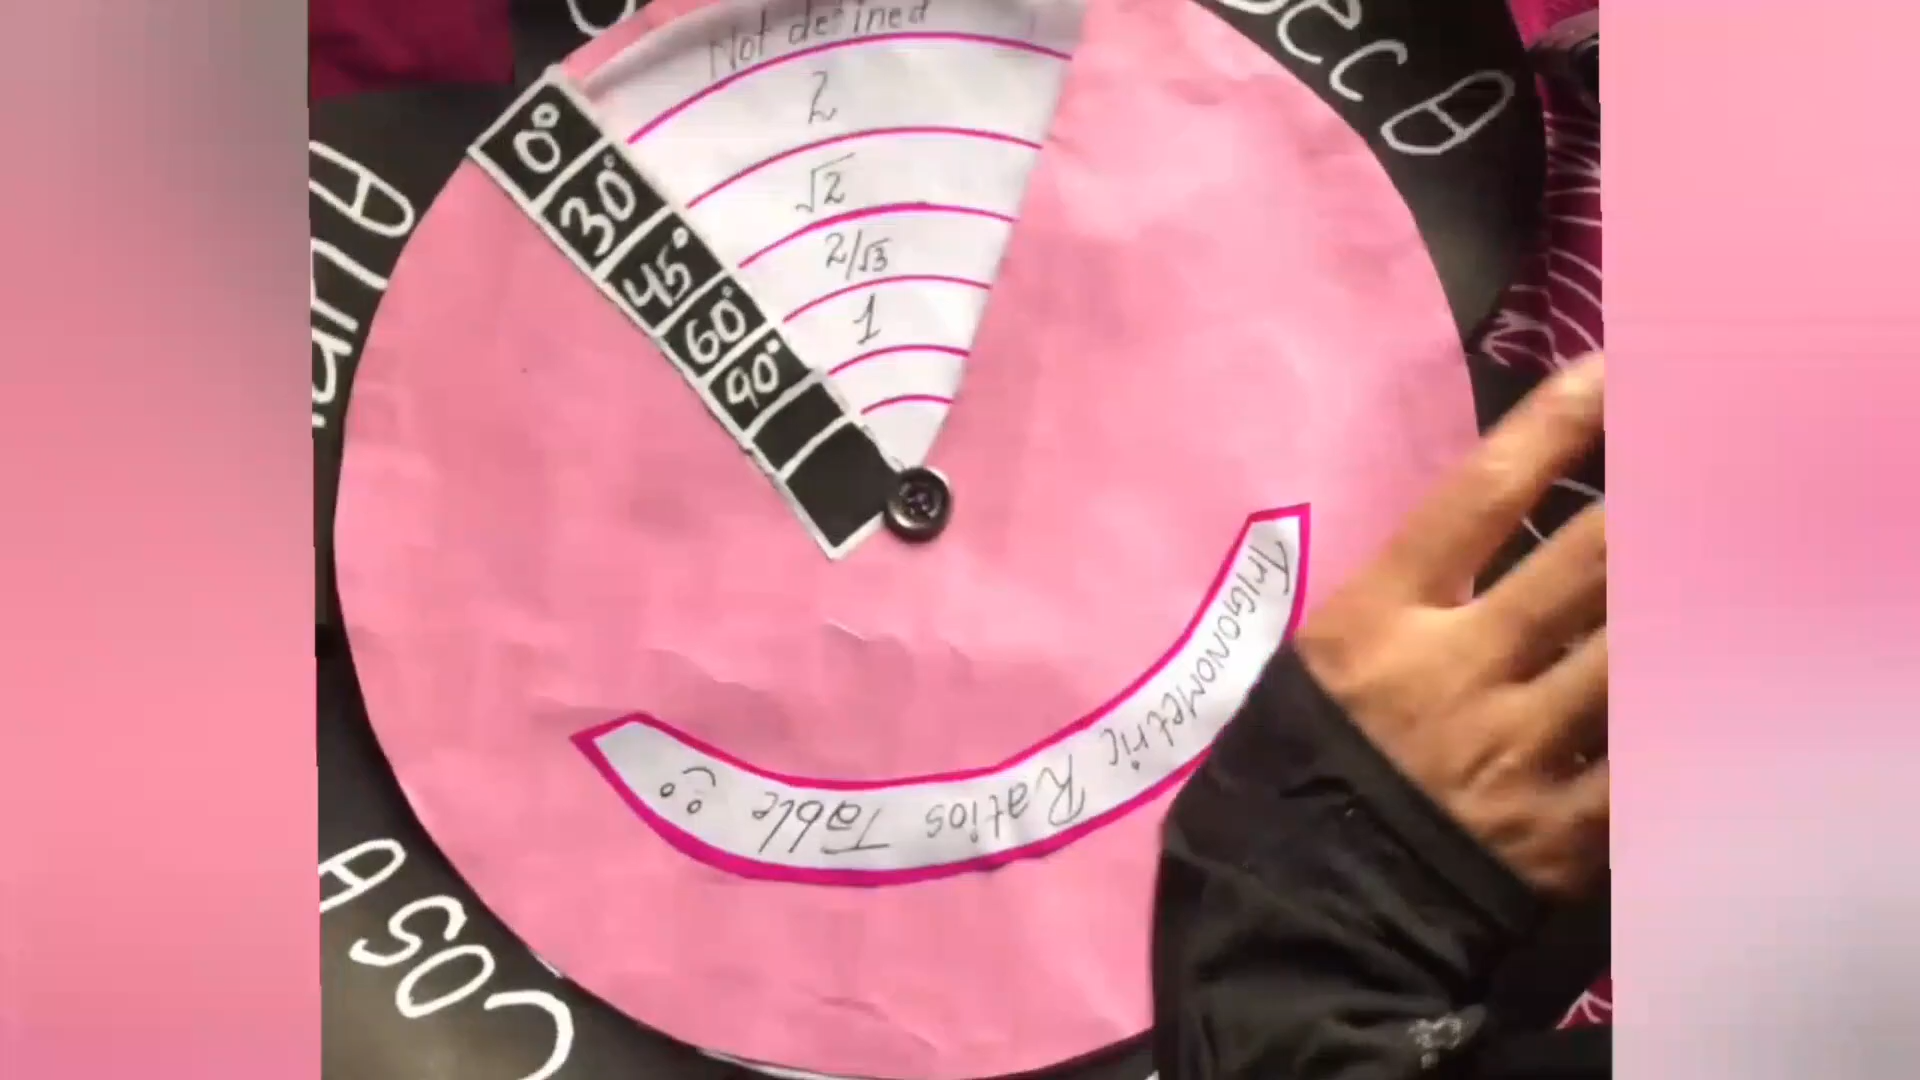 Not defined
2
√2
2/√3
1
0°
30°
45°
60°
90°
Sec A
tan A
Cos A
TriGONOMetric Ratios Table